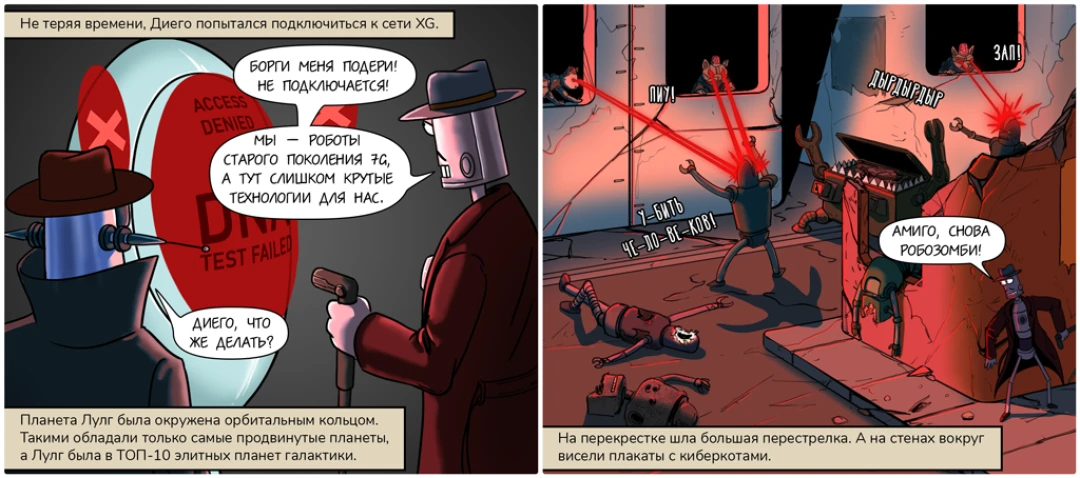 Не теряя времени, Диего попытался подключиться к сети XG.
БОРГИ МЕНЯ ПОДЕРИ!
НЕ ПОДКЛЮЧАЕТСЯ!
МЫ — РОБОТЫ
СТАРОГО ПОКОЛЕНИЯ 7G,
А ТУТ СЛИШКОМ КРУТЫЕ
ТЕХНОЛОГИИ ДЛЯ НАС.
ACCESS
DENIED
DNA
TEST FAILED
ДИЕГО, ЧТО
ЖЕ ДЕЛАТЬ?
Планета Лулг была окружена орбитальным кольцом.
Такими обладали только самые продвинутые планеты,
а Лулг была в ТОП-10 элитных планет галактики.
ПИУ!
ЗАП!
ДЫРДЫРДЫР
У-БИТЬ
ЧЕ-ЛО-ВЕ-КОВ!
АМИГО, СНОВА
РОБОЗОМБИ!
На перекрестке шла большая перестрелка. А на стенах вокруг
висели плакаты с киберкотами.